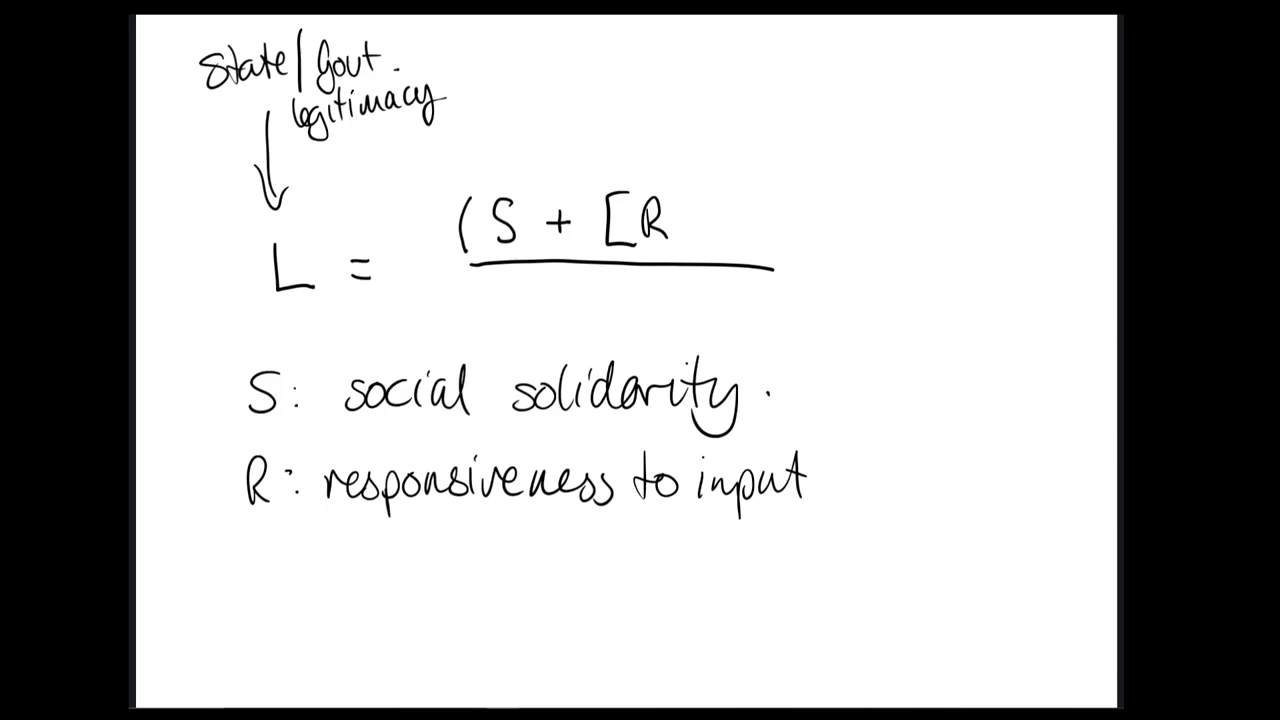 State/Govt.
legitimacy
L = (S + [R
S: social solidarity.
R: responsiveness to input